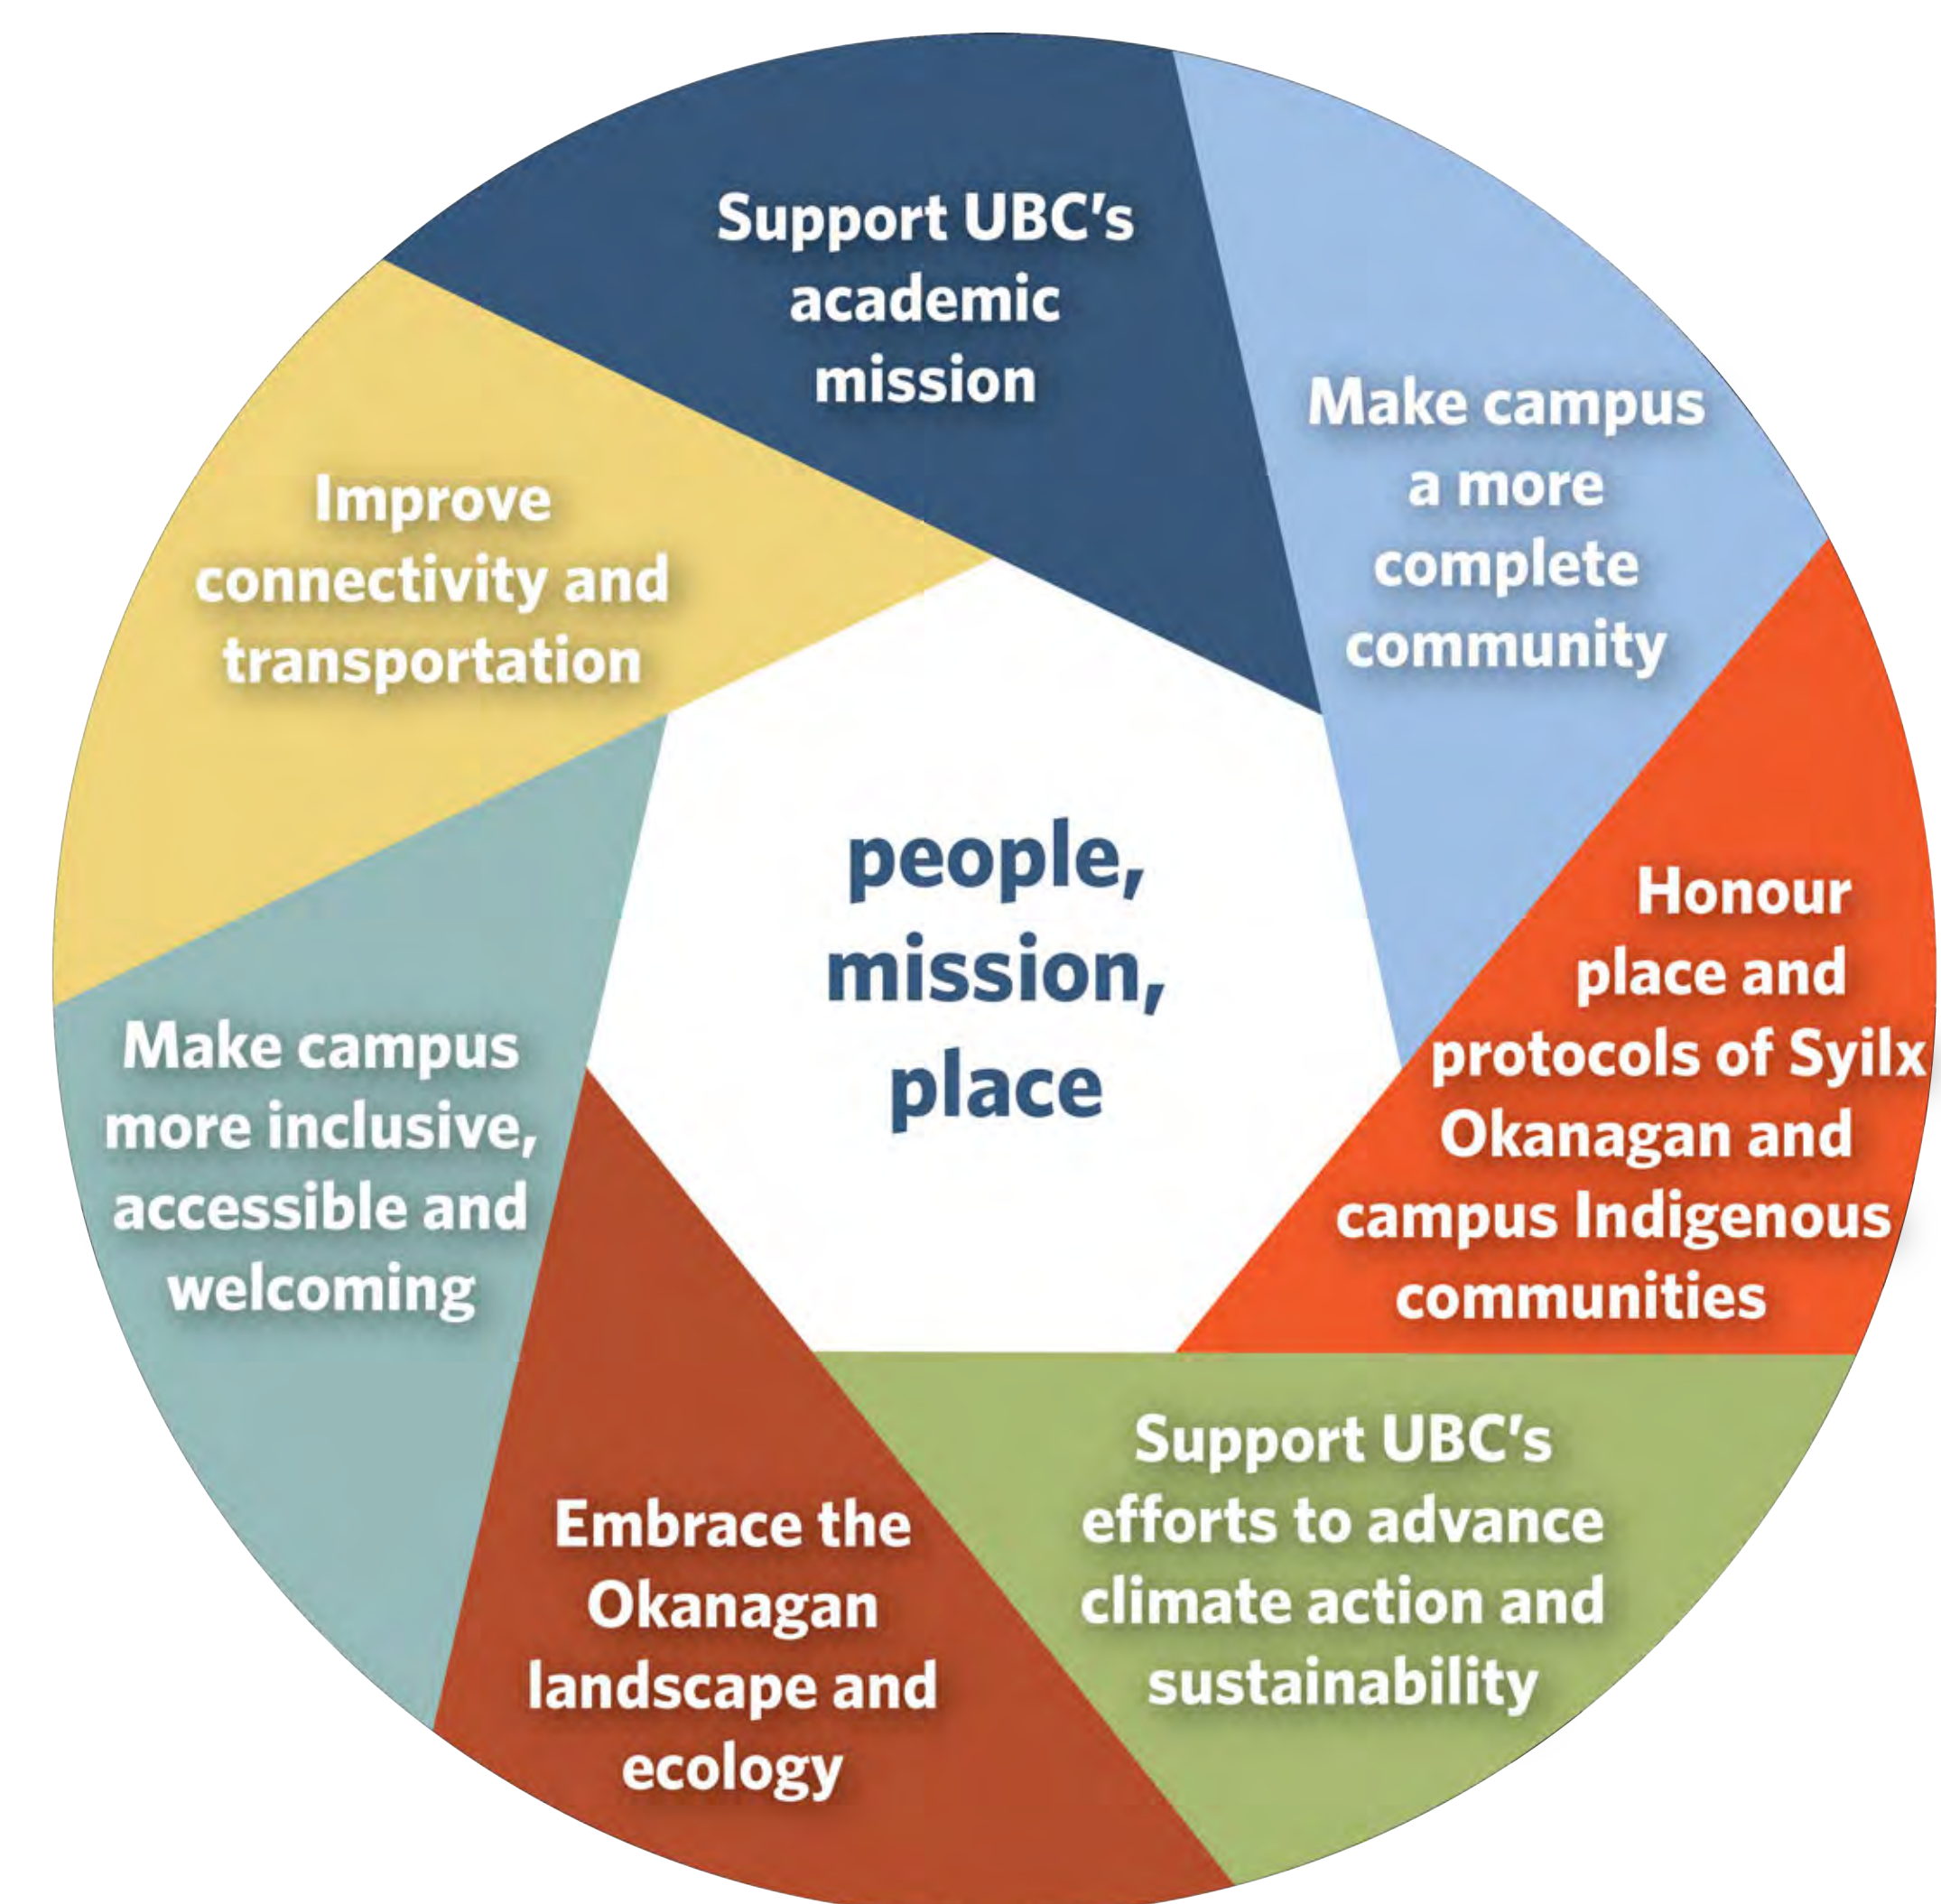 Support UBC's
academic
mission
Make campus
a more
complete
community
Honour
place and
protocols of Syilx
Okanagan and
campus Indigenous
communities
Support UBC's
efforts to advance
climate action and
sustainability
Embrace the
Okanagan
landscape and
ecology
Make campus
more inclusive,
accessible and
welcoming
Improve
connectivity and
transportation
people,
mission,
place